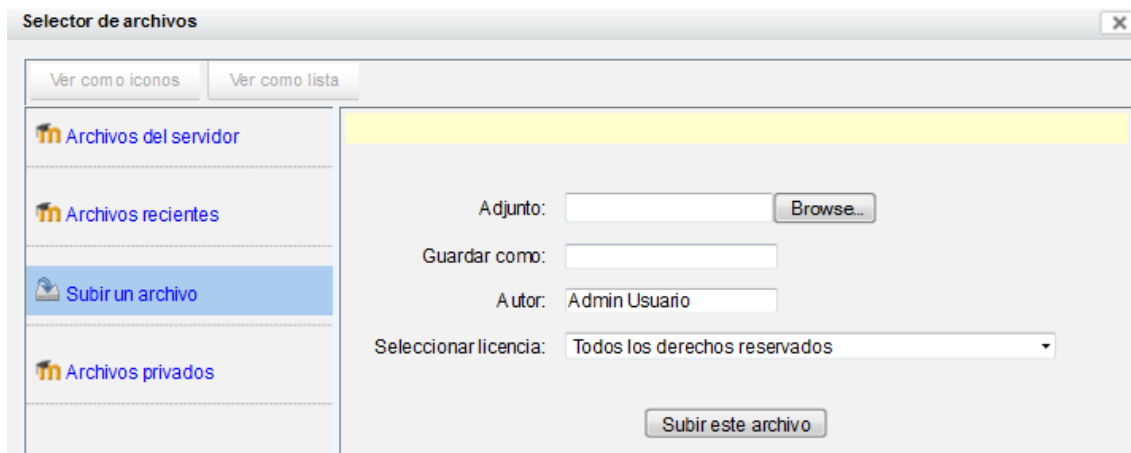 Selector de archivos
Ver como iconos Ver como lista
Archivos del servidor
Archivos recientes
Subir un archivo
Archivos privados
Adjunto: Browse...
Guardar como:
Autor: Admin Usuario
Seleccionar licencia: Todos los derechos reservados
Subir este archivo